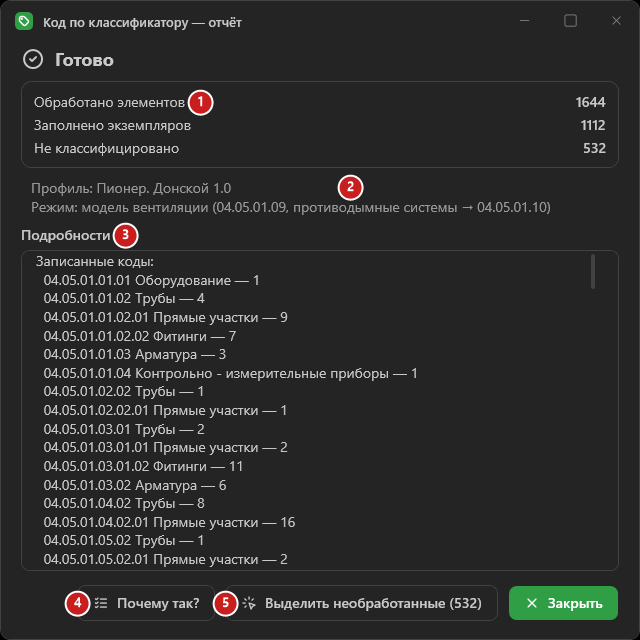 Код по классификатору — отчёт
Готово
Обработано элементов 1 1644
Заполнено экземпляров 1112
Не классифицировано 532
Профиль: Пионер. Донской 1.0 2
Режим: модель вентиляции (04.05.01.09, противодымные системы → 04.05.01.10)
Подробности 3
Записанные коды:
04.05.01.01.01 Оборудование — 1
04.05.01.01.02 Трубы — 4
04.05.01.01.02.01 Прямые участки — 9
04.05.01.01.02.02 Фитинги — 7
04.05.01.01.03 Арматура — 3
04.05.01.01.04 Контрольно - измерительные приборы — 1
04.05.01.02.02 Трубы — 1
04.05.01.02.02.01 Прямые участки — 1
04.05.01.03.01 Трубы — 2
04.05.01.03.01.01 Прямые участки — 2
04.05.01.03.01.02 Фитинги — 11
04.05.01.03.02 Арматура — 6
04.05.01.04.02 Трубы — 8
04.05.01.04.02.01 Прямые участки — 16
04.05.01.05.02 Трубы — 1
04.05.01.05.02.01 Прямые участки — 2
4 Почему так? 5 Выделить необработанные (532) Закрыть